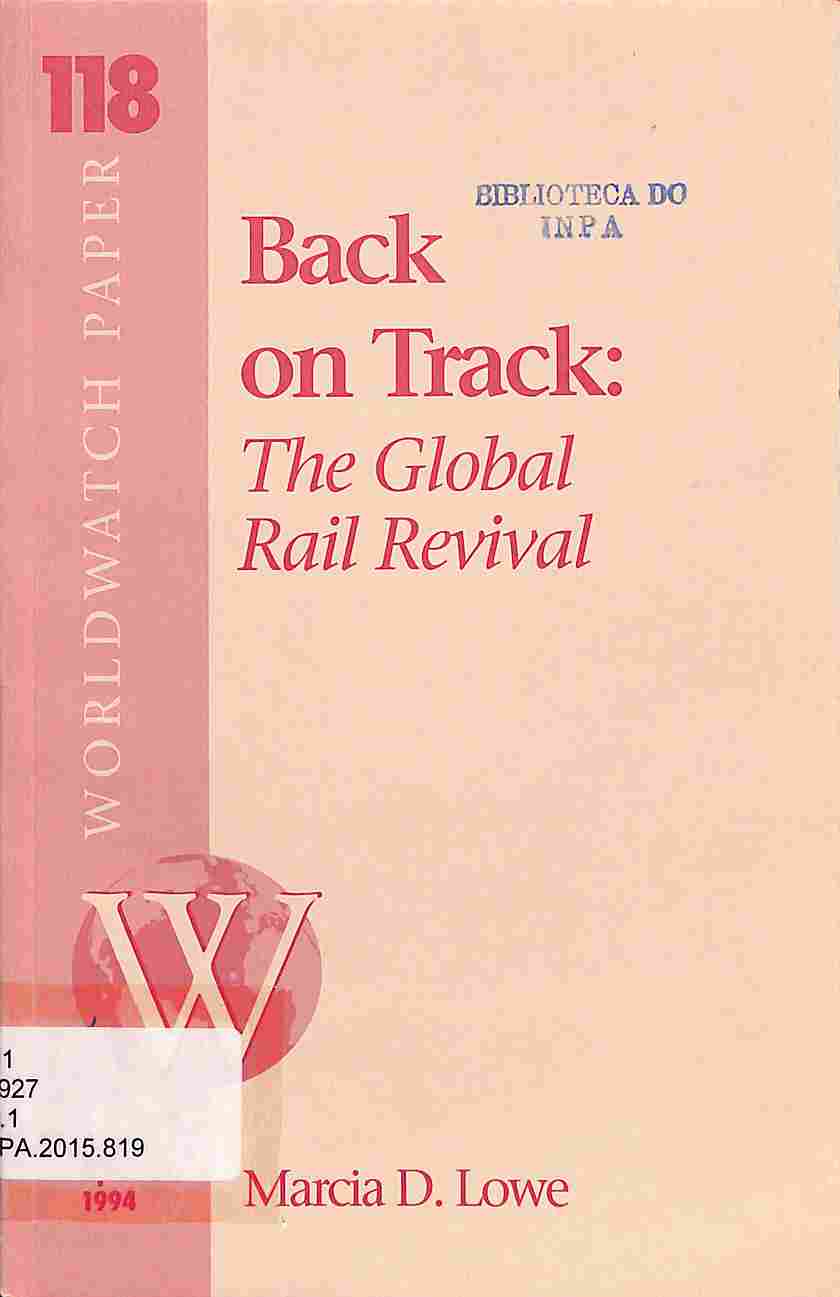 118
WORLDWATCH PAPER
BIBLIOTECA DO
INPA
Back
on Track:
The Global
Rail Revival
W
1
927
.1
PA.2015.819
1994
Marcia D. Lowe